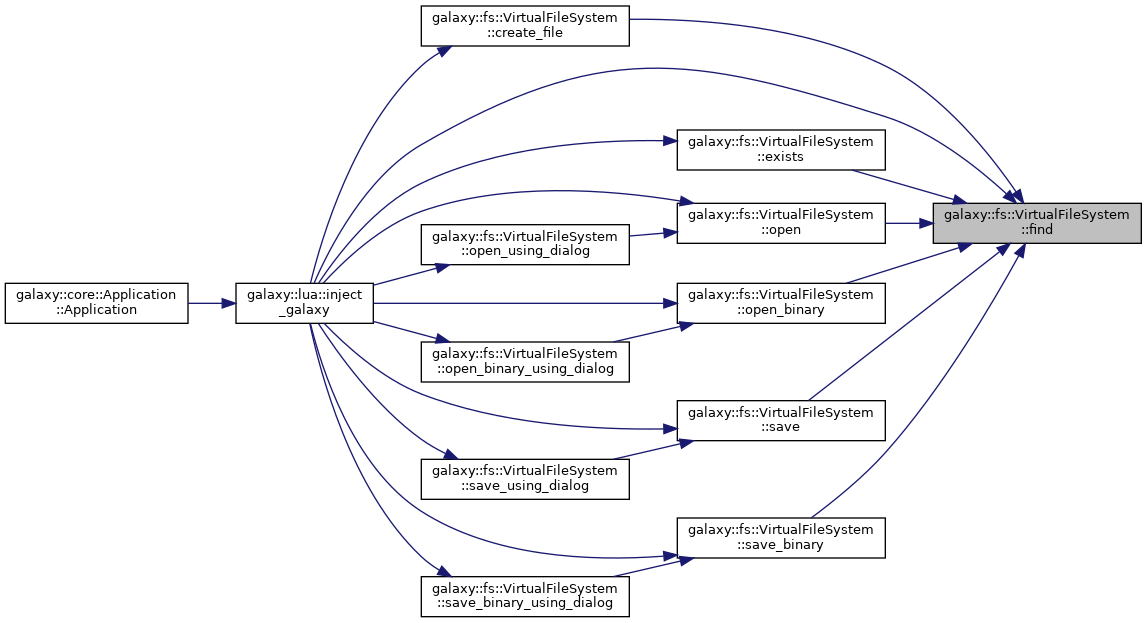 galaxy::fs::VirtualFileSystem
::create_file
galaxy::fs::VirtualFileSystem
::exists
galaxy::fs::VirtualFileSystem
::open
galaxy::fs::VirtualFileSystem
::find
galaxy::fs::VirtualFileSystem
::open_using_dialog
galaxy::core::Application
::Application
galaxy::lua::inject
_galaxy
galaxy::fs::VirtualFileSystem
::open_binary
galaxy::fs::VirtualFileSystem
::open_binary_using_dialog
galaxy::fs::VirtualFileSystem
::save
galaxy::fs::VirtualFileSystem
::save_using_dialog
galaxy::fs::VirtualFileSystem
::save_binary
galaxy::fs::VirtualFileSystem
::save_binary_using_dialog